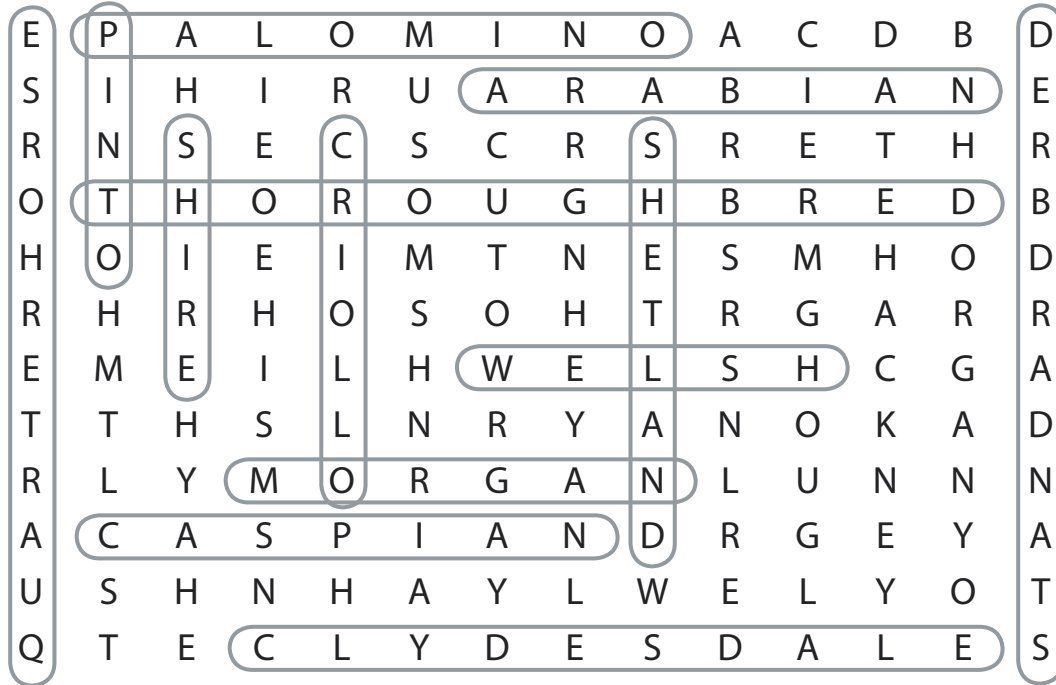 E P A L O M I N O A C D B D
S I H I R U A R A B I A N E
R N S E C S C R S R E T H R
O T H O R O U G H B R E D B
H O I E I M T N E S M H O D
R H R H O S O H T R G A R R
E M E I L H W E L S H C G A
T T H S L N R Y A N O K A D
R L Y M O R G A N L U N N N
A C A S P I A N D R G E Y A
U S H N H A Y L W E L Y O T
Q T E C L Y D E S D A L E S